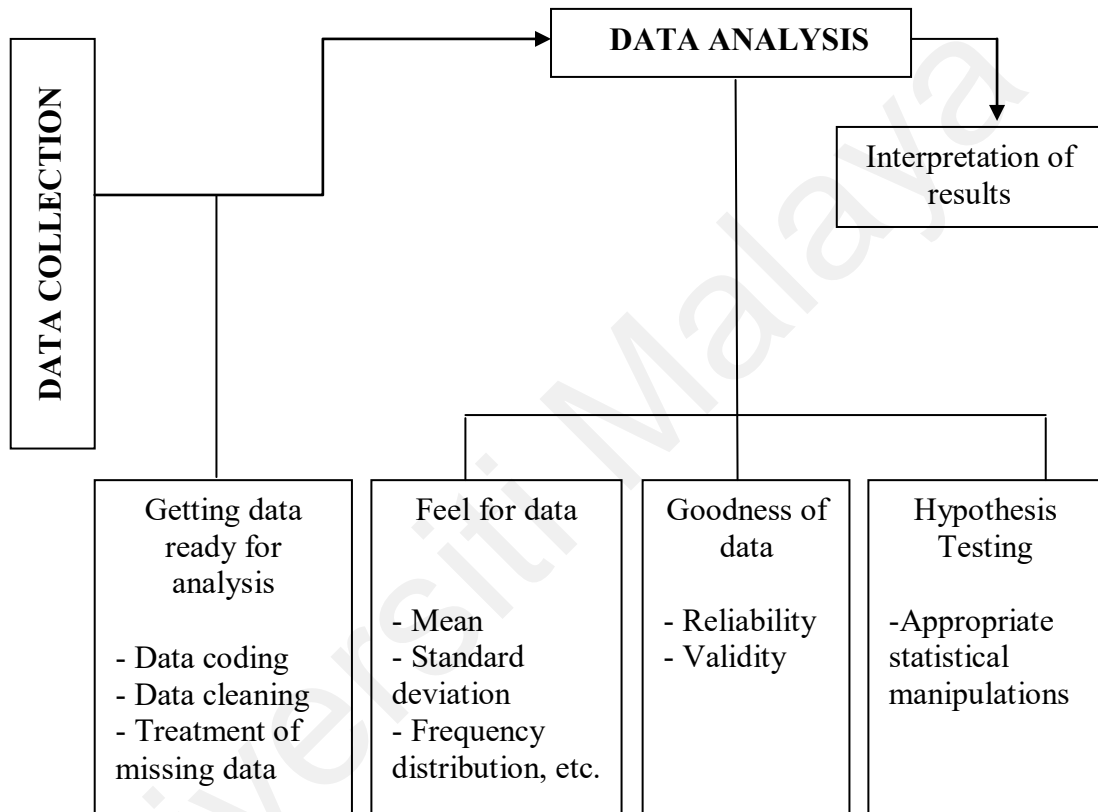 DATA COLLECTION
DATA ANALYSIS
Interpretation of
results
Getting data
ready for
analysis
- Data coding
- Data cleaning
- Treatment of
missing data
Feel for data
- Mean
- Standard
deviation
- Frequency
distribution, etc.
Goodness of
data
- Reliability
- Validity
Hypothesis
Testing
-Appropriate
statistical
manipulations
versiti Malaya